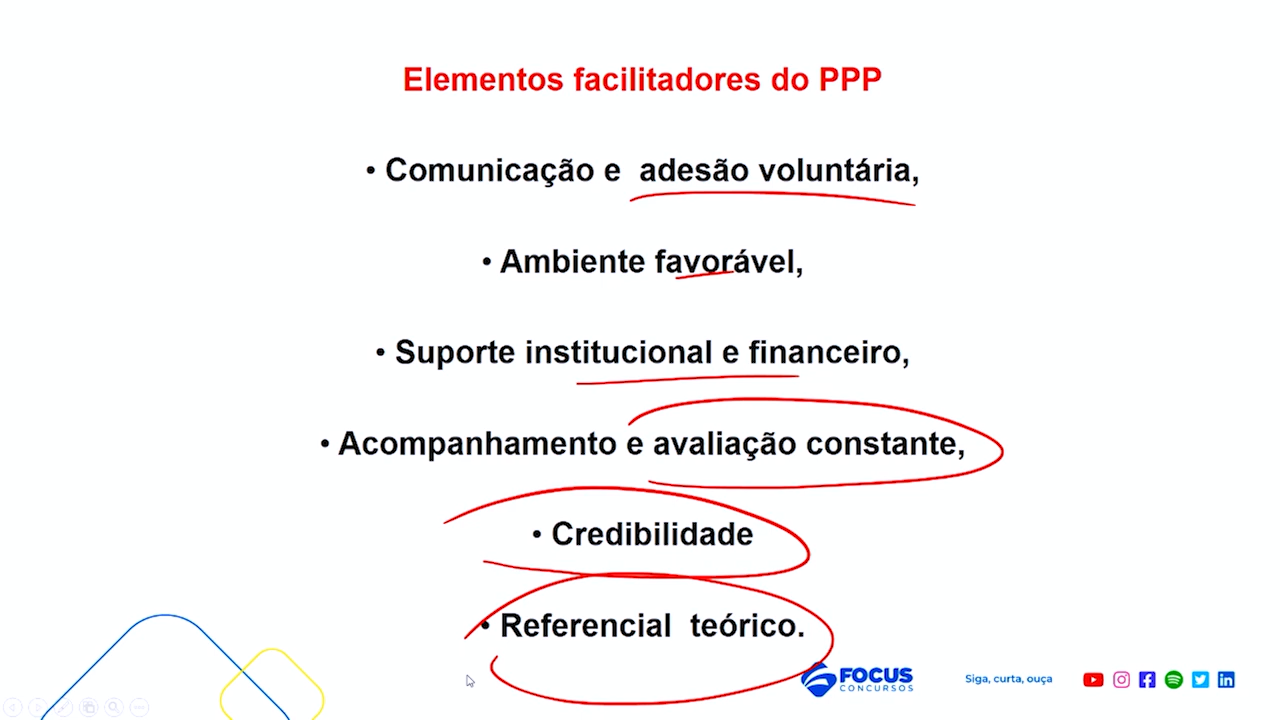 Elementos facilitadores do PPP
• Comunicação e adesão voluntária,
• Ambiente favorável,
• Suporte institucional e financeiro,
• Acompanhamento e avaliação constante,
• Credibilidade
• Referencial teórico.
FOCUS
CONCURSOS
Siga, curta, ouça